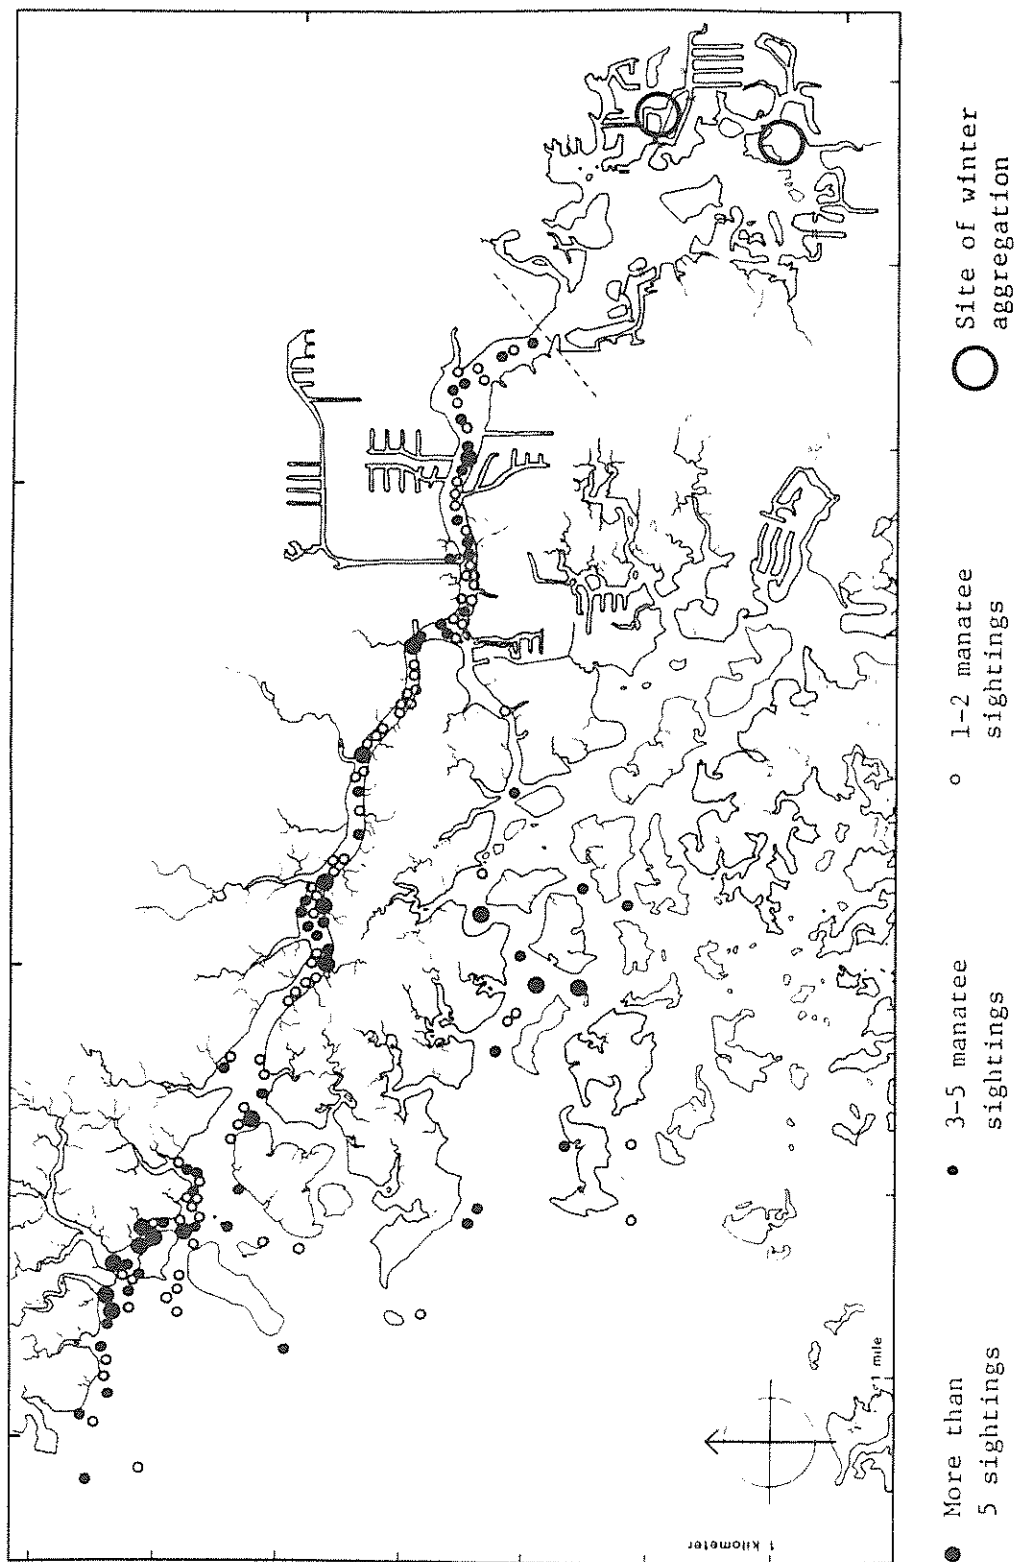 1 kilometer
1 mile
More than
5 sightings
3-5 manatee
sightings
1-2 manatee
sightings
Site of winter
aggregation